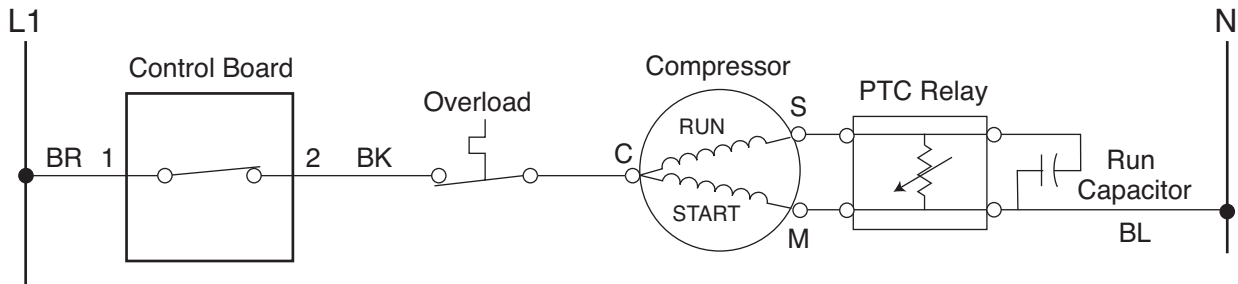 L1
N
Control Board
Compressor
Overload
S
PTC Relay
RUN
BR
1
2
BK
C
Run
Capacitor
START
M
BL